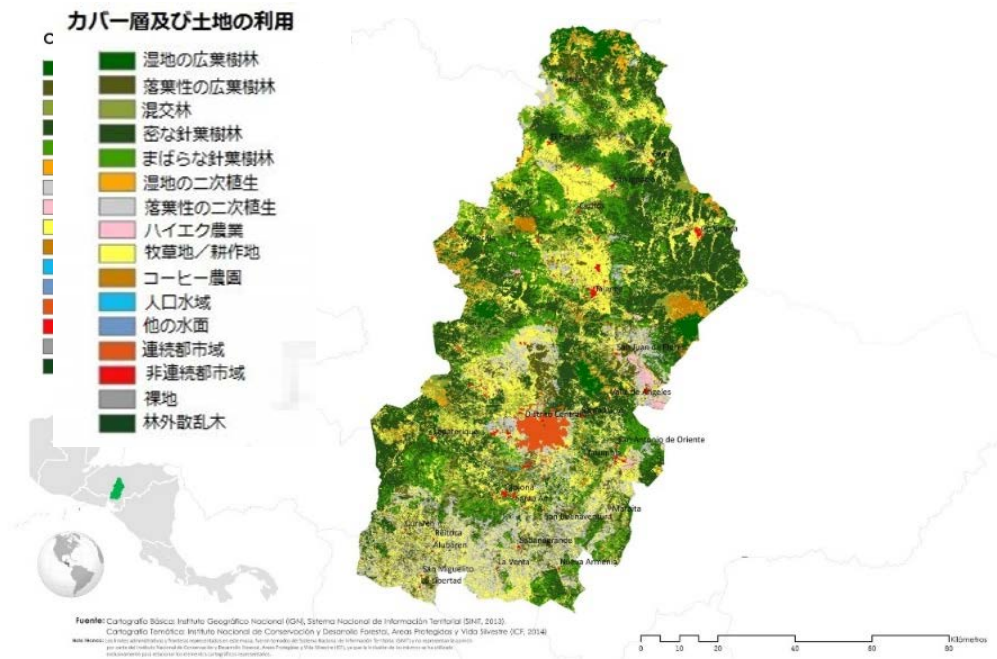 カバー層及び土地の利用
湿地の広葉樹林
落葉性の広葉樹林
混交林
密な針葉樹林
まばらな針葉樹林
湿地の二次植生
落葉性の二次植生
ハイエク農業
牧草地／耕作地
コーヒー農園
人口水域
他の水面
連続都市域
非連続都市域
裸地
林外散乱木
San Juan de
Valle de Angeles
Distrito Central
Lepaterique
San Antonio de Oriente
Ojojona
Santa Ana
Maraita
San Buenaventura
Curarén
Reitoca
Sabanagrande
Alubarén
La Venta
Nueva Armenia
San Miguelito
La Libertad
Fuente: Cartografía Básica: Instituto Geográfico Nacional (IGN), Sistema Nacional de Información Territorial (SINIT, 2013).
Cartografía Temática: Instituto Nacional de Conservación y Desarrollo Forestal, Areas Protegidas y Vida Silvestre (ICF, 2014)
Kilómetros
0 10 20 40 60 80